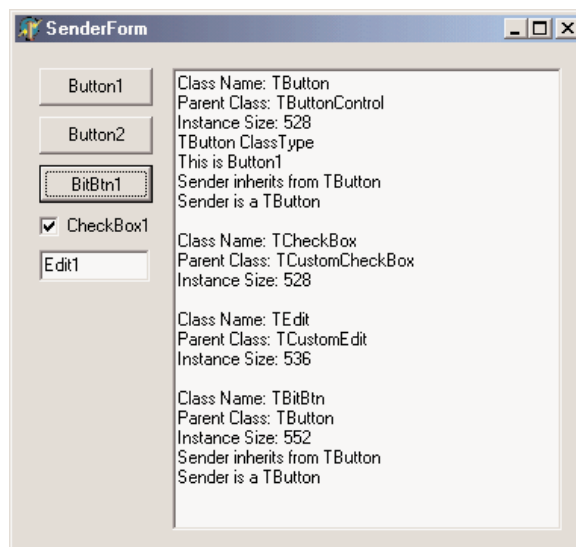 SenderForm
Button1
Button2
BitBtn1
CheckBox1
Edit1
Class Name: TButton
Parent Class: TButtonControl
Instance Size: 528
TButton ClassType
This is Button1
Sender inherits from TButton
Sender is a TButton
Class Name: TCheckBox
Parent Class: TCustomCheckBox
Instance Size: 528
Class Name: TEdit
Parent Class: TCustomEdit
Instance Size: 536
Class Name: TBitBtn
Parent Class: TButton
Instance Size: 552
Sender inherits from TButton
Sender is a TButton